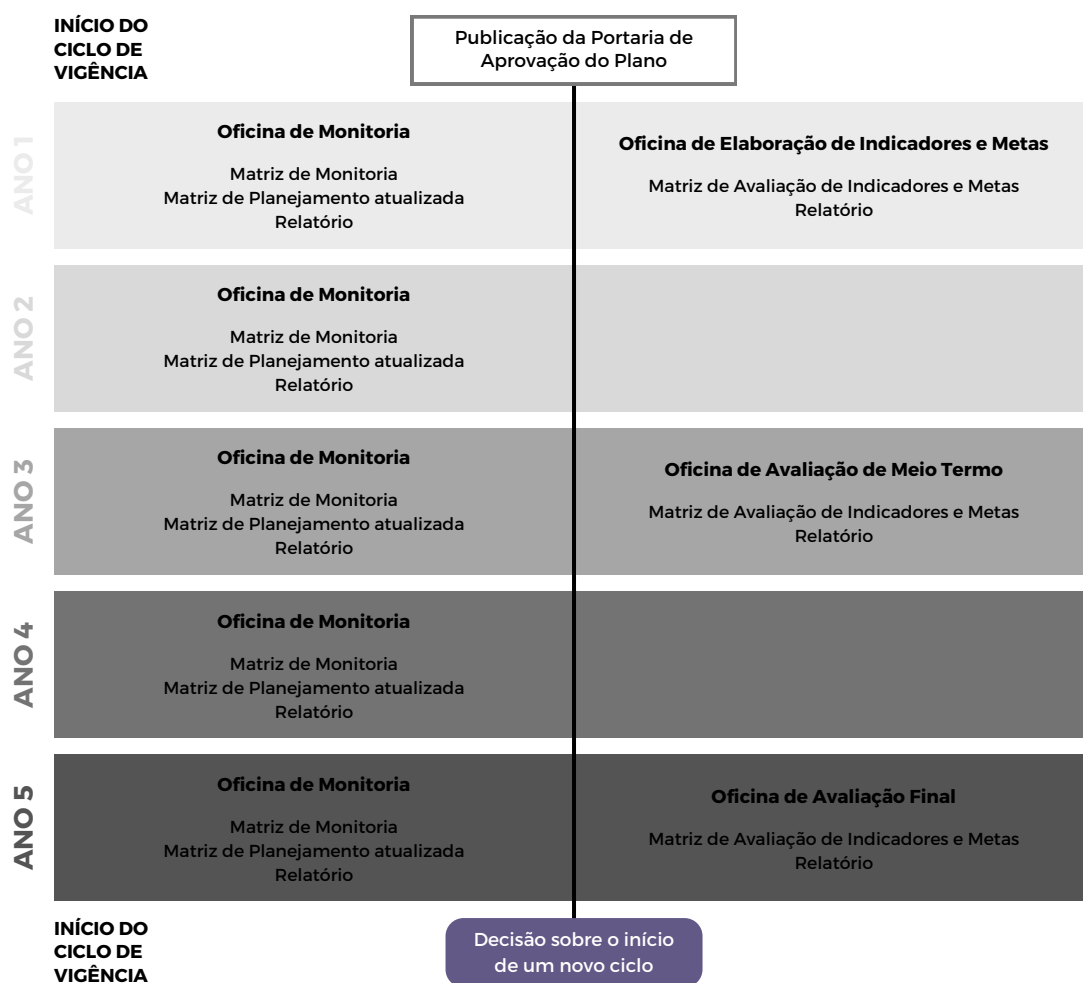 INÍCIO DO
CICLO DE
VIGÊNCIA
Publicação da Portaria de
Aprovação do Plano
ANO 1
Oficina de Monitoria
Matriz de Monitoria
Matriz de Planejamento atualizada
Relatório
Oficina de Elaboração de Indicadores e Metas
Matriz de Avaliação de Indicadores e Metas
Relatório
ANO 2
Oficina de Monitoria
Matriz de Monitoria
Matriz de Planejamento atualizada
Relatório
ANO 3
Oficina de Monitoria
Matriz de Monitoria
Matriz de Planejamento atualizada
Relatório
Oficina de Avaliação de Meio Termo
Matriz de Avaliação de Indicadores e Metas
Relatório
ANO 4
Oficina de Monitoria
Matriz de Monitoria
Matriz de Planejamento atualizada
Relatório
ANO 5
Oficina de Monitoria
Matriz de Monitoria
Matriz de Planejamento atualizada
Relatório
Oficina de Avaliação Final
Matriz de Avaliação de Indicadores e Metas
Relatório
INÍCIO DO
CICLO DE
VIGÊNCIA
Decisão sobre o início
de um novo ciclo